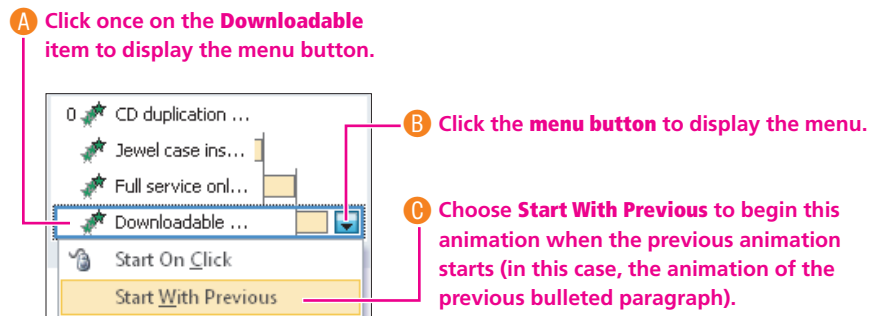 A Click once on the Downloadable
item to display the menu button.
0 CD duplication ...
Jewel case ins...
Full service onl...
Downloadable ...
Start On Click
Start With Previous
B Click the menu button to display the menu.
C Choose Start With Previous to begin this
animation when the previous animation
starts (in this case, the animation of the
previous bulleted paragraph).